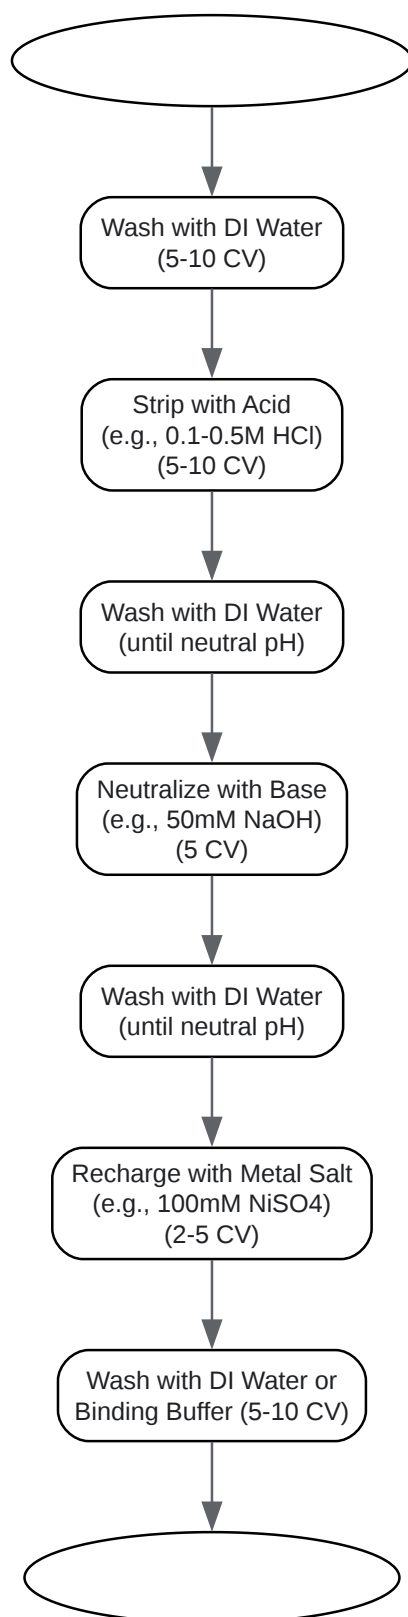 Wash with DI Water
(5-10 CV)
Strip with Acid
(e.g., 0.1-0.5M HCl)
(5-10 CV)
Wash with DI Water
(until neutral pH)
Neutralize with Base
(e.g., 50mM NaOH)
(5 CV)
Wash with DI Water
(until neutral pH)
Recharge with Metal Salt
(e.g., 100mM NiSO4)
(2-5 CV)
Wash with DI Water or
Binding Buffer (5-10 CV)